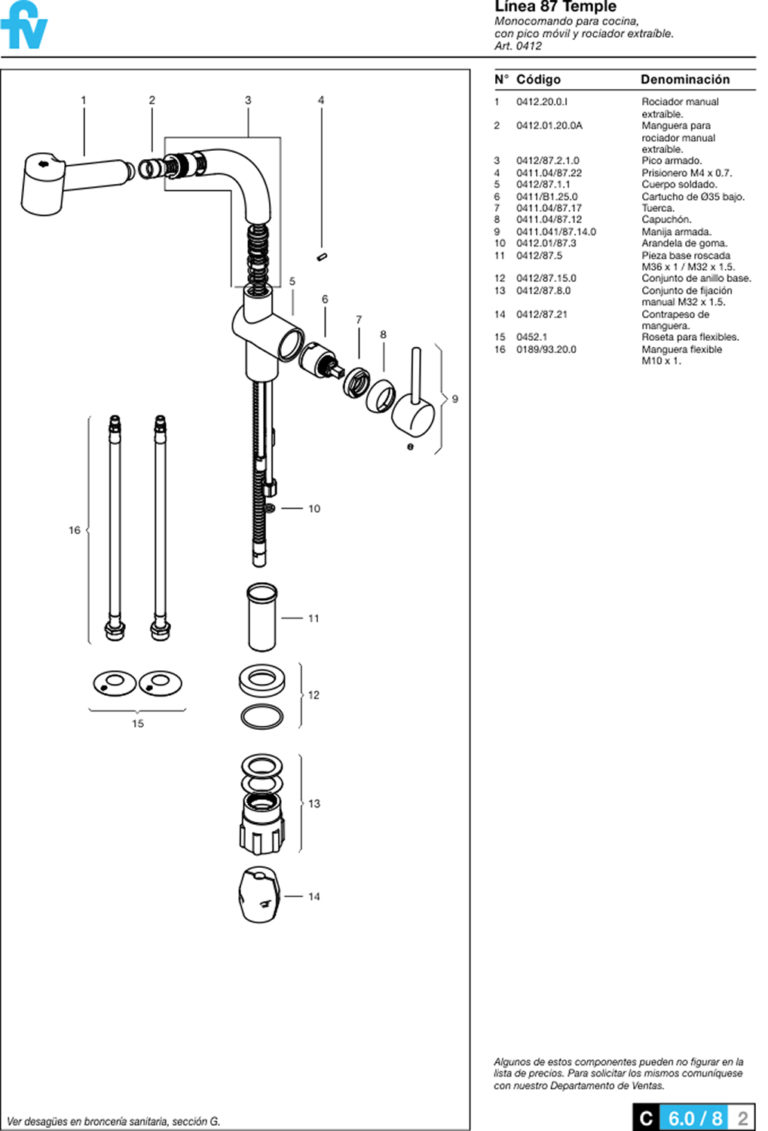 fv
Línea 87 Temple
Monocomando para cocina,
con pico móvil y rociador extraíble.
Art. 0412
N° Código Denominación
1 0412.20.0.I Rociador manual
extraíble.
2 0412.01.20.0A Manguera para
rociador manual
extraíble.
3 0412/87.2.1.0 Pico armado.
4 0411.04/87.22 Prisionero M4 x 0.7.
5 0412/87.1.1 Cuerpo soldado.
6 0411/B1.25.0 Cartucho de Ø35 bajo.
7 0411.04/87.17 Tuerca.
8 0411.04/87.12 Capuchón.
9 0411.041/87.14.0 Manija armada.
10 0412.01/87.3 Arandela de goma.
11 0412/87.5 Pieza base roscada
M36 x 1 / M32 x 1.5.
12 0412/87.15.0 Conjunto de anillo base.
13 0412/87.8.0 Conjunto de fijación
manual M32 x 1.5.
14 0412/87.21 Contrapeso de
manguera.
15 0452.1 Roseta para flexibles.
16 0189/93.20.0 Manguera flexible
M10 x 1.
1 2 3 4
5
6
7
8
9
16
10
11
12
15
13
14
Algunos de estos componentes pueden no figurar en la
lista de precios. Para solicitar los mismos comuníquese
con nuestro Departamento de Ventas.
Ver desagües en broncería sanitaria, sección G.
C 6.0 / 8 2